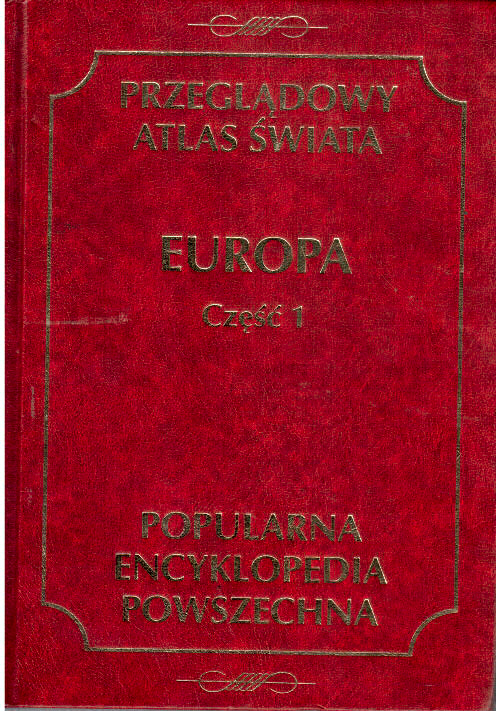 PRZEGLĄDOWY
ATLAS ŚWIATA
EUROPA
Część 1
POPULARNA
ENCYKLOPEDIA
POWSZECHNA